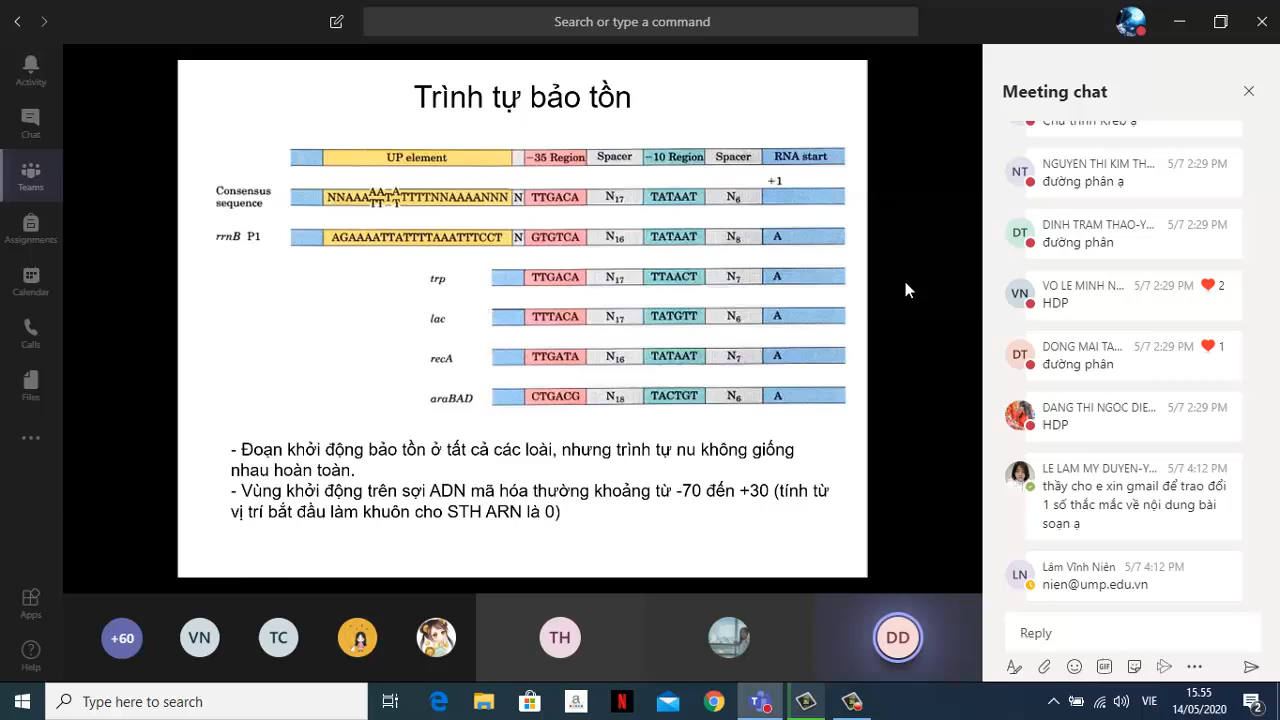 Search or type a command
Activity
Chat
Teams
Assignments
Calendar
Calls
Files
Apps
Help
Trình tự bảo tồn
UP element −35 Region Spacer −10 Region Spacer RNA start
+1
Consensus sequence NNAAA AA–A TT–T T TTTTNNAAAANNN N TTGACA N17 TATAAT N6
rrnB P1 AGAAAATTATTTTAAATTTCCT N GTGTCA N16 TATAAT N8 A
trp TTGACA N17 TTAACT N7 A
lac TTTACA N17 TATGTT N6 A
recA TTGATA N16 TATAAT N7 A
araBAD CTGACG N18 TACTGT N6 A
- Đoạn khởi động bảo tồn ở tất cả các loài, nhưng trình tự nu không giống
nhau hoàn toàn.
- Vùng khởi động trên sợi ADN mã hóa thường khoảng từ -70 đến +30 (tính từ
vị trí bắt đầu làm khuôn cho STH ARN là 0)
+60
VN
TC
TH
DD
Meeting chat
NT NGUYEN THI KIM TH... 5/7 2:29 PM
đường phân ạ
DT DINH TRAM THAO-Y... 5/7 2:29 PM
đường phân
VN VO LE MINH N... 5/7 2:29 PM 2
HDP
DT DONG MAI TA... 5/7 2:29 PM 1
đường phân
DANG THI NGOC DIE... 5/7 2:29 PM
HDP
LE LAM MY DUYEN-Y... 5/7 4:12 PM
thầy cho e xin gmail để trao đổi
1 số thắc mắc về nội dung bài
soạn ạ
LN Lâm Vĩnh Niên 5/7 4:12 PM
nien@ump.edu.vn
Reply
GIF
Type here to search
VIE
15.55
14/05/2020
2